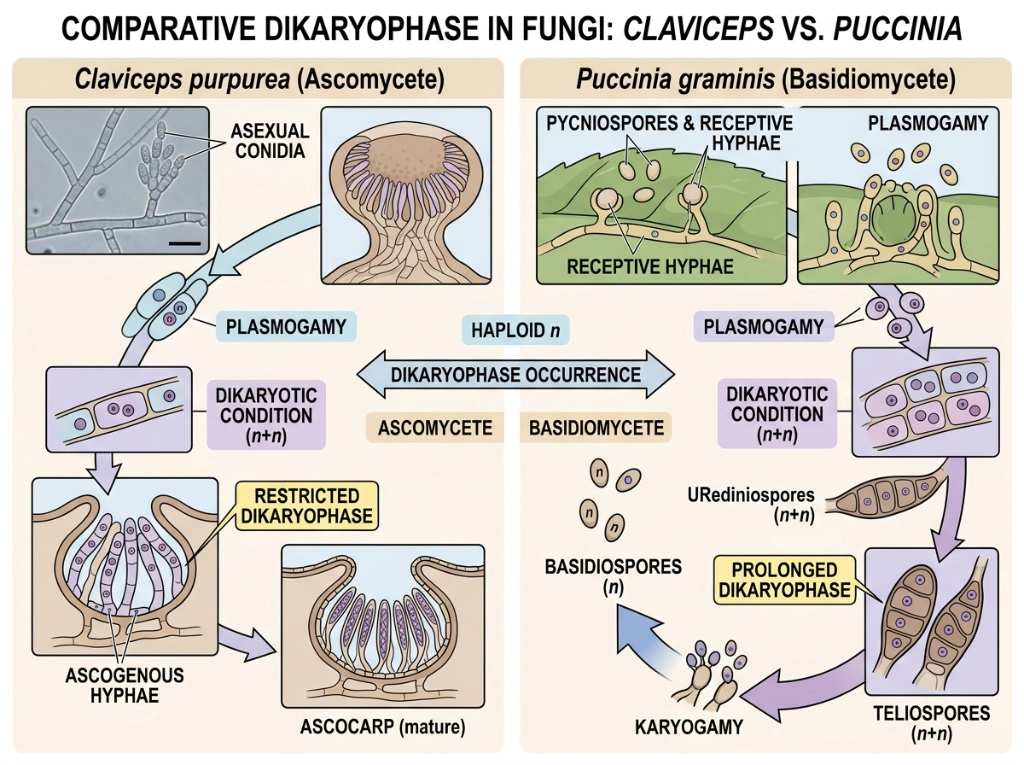 COMPARATIVE DIKARYOPHASE IN FUNGI: CLAVICEPS VS. PUCCINIA
Claviceps purpurea (Ascomycete)
ASEXUAL
CONIDIA
n
n
PLASMOGAMY
DIKARYOTIC
CONDITION
(n+n)
RESTRICTED
DIKARYOPHASE
ASCOGENOUS
HYPHAE
ASCOCARP (mature)
HAPLOID n
DIKARYOPHASE OCCURRENCE
ASCOMYCETE
BASIDIOMYCETE
Puccinia graminis (Basidiomycete)
PYCNIOSPORES & RECEPTIVE
HYPHAE
RECEPTIVE HYPHAE
PLASMOGAMY
PLASMOGAMY
DIKARYOTIC
CONDITION
(n+n)
URediniospores
(n+n)
PROLONGED
DIKARYOPHASE
TELIOSPORES
(n+n)
KARYOGAMY
n
n
n
BASIDIOSPORES
(n)